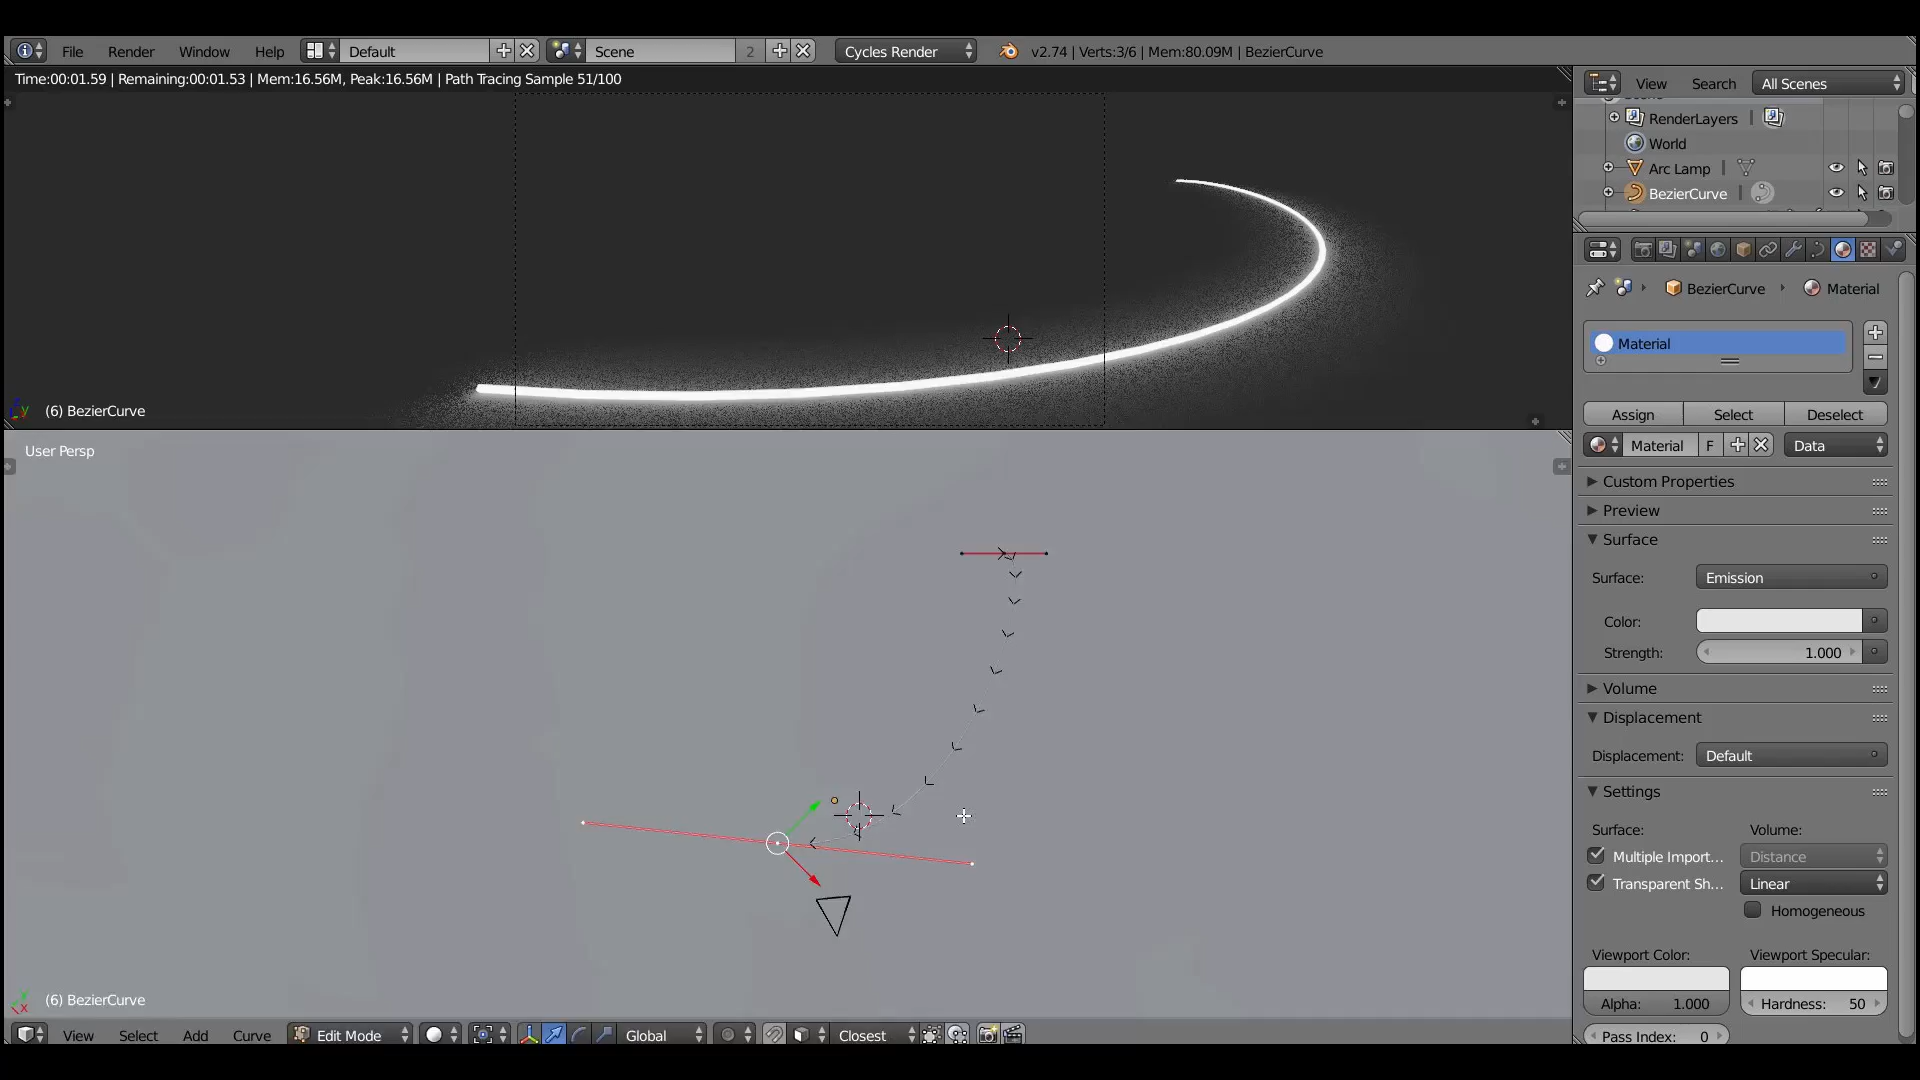 File Render Window Help Default Scene 2 Cycles Render v2.74 | Verts:3/6 | Mem:80.09M | BezierCurve
Time:00:01.59 | Remaining:00:01.53 | Mem:16.56M, Peak:16.56M | Path Tracing Sample 51/100
(6) BezierCurve
User Persp
(6) BezierCurve
View Select Add Curve Edit Mode Global Closest
View Search All Scenes
RenderLayers
World
Arc Lamp
BezierCurve
BezierCurve Material
Material
Assign Select Deselect
Material F Data
Custom Properties
Preview
Surface
Surface: Emission
Color:
Strength: 1.000
Volume
Displacement
Displacement: Default
Settings
Surface: Volume:
Multiple Import... Distance
Transparent Sh... Linear
Homogeneous
Viewport Color: Viewport Specular:
Alpha: 1.000 Hardness: 50
Pass Index: 0